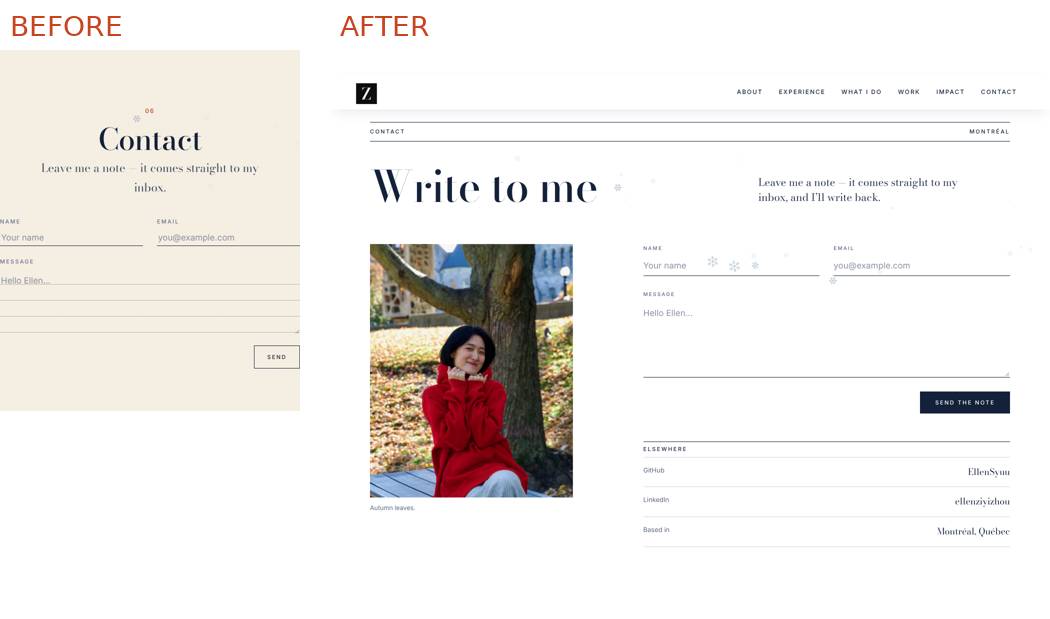 BEFORE
AFTER
06
Contact
Leave me a note — it comes straight to my
inbox.
NAME
EMAIL
Your name
you@example.com
MESSAGE
Hello Ellen...
SEND
Z
ABOUT
EXPERIENCE
WHAT I DO
WORK
IMPACT
CONTACT
CONTACT
MONTRÉAL
Write to me
Leave me a note — it comes straight to my
inbox, and I'll write back.
Autumn leaves.
NAME
EMAIL
Your name
you@example.com
MESSAGE
Hello Ellen...
SEND THE NOTE
ELSEWHERE
GitHub
EllenSyuu
LinkedIn
ellenziyizhou
Based in
Montréal, Québec